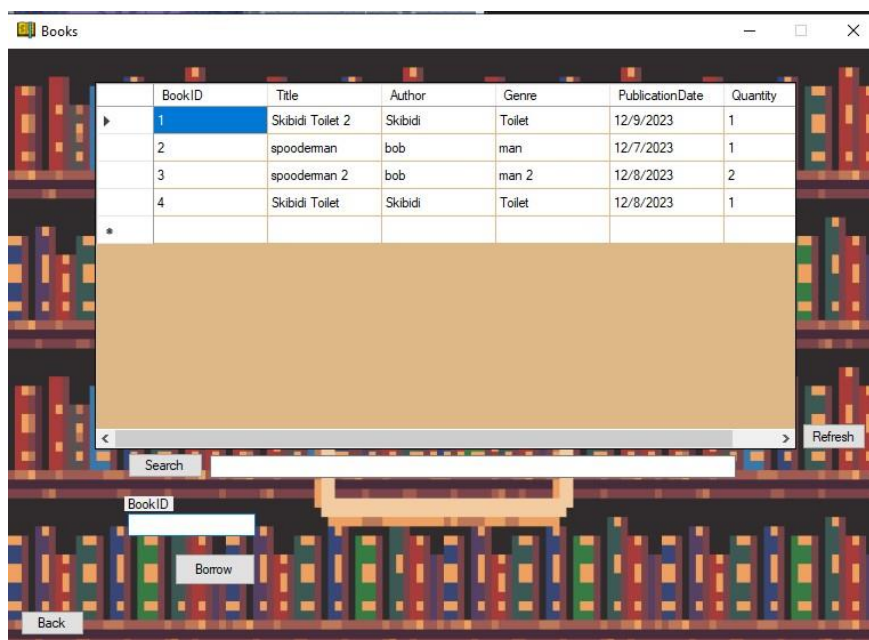 Books
BookID Title Author Genre PublicationDate Quantity
1 Skibidi Toilet 2 Skibidi Toilet 12/9/2023 1
2 spooderman bob man 12/7/2023 1
3 spooderman 2 bob man 2 12/8/2023 2
4 Skibidi Toilet Skibidi Toilet 12/8/2023 1
Refresh
Search
BookID
Borrow
Back